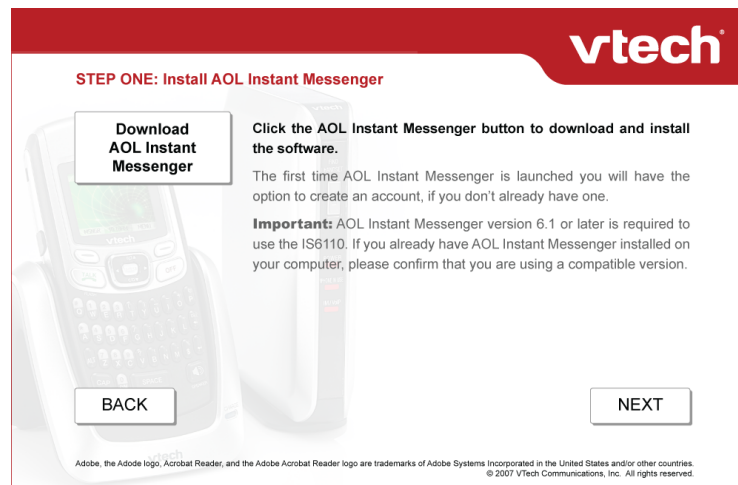 vtech
STEP ONE: Install AOL Instant Messenger
Download
AOL Instant
Messenger
Click the AOL Instant Messenger button to download and install
the software.
The first time AOL Instant Messenger is launched you will have the
option to create an account, if you don't already have one.
Important: AOL Instant Messenger version 6.1 or later is required to
use the IS6110. If you already have AOL Instant Messenger installed on
your computer, please confirm that you are using a compatible version.
vtech
vtech
BACK
NEXT
vtech
Adobe, the Adode logo, Acrobat Reader, and the Adobe Acrobat Reader logo are trademarks of Adobe Systems Incorporated in the United States and/or other countries.
© 2007 VTech Communications, Inc. All rights reserved.